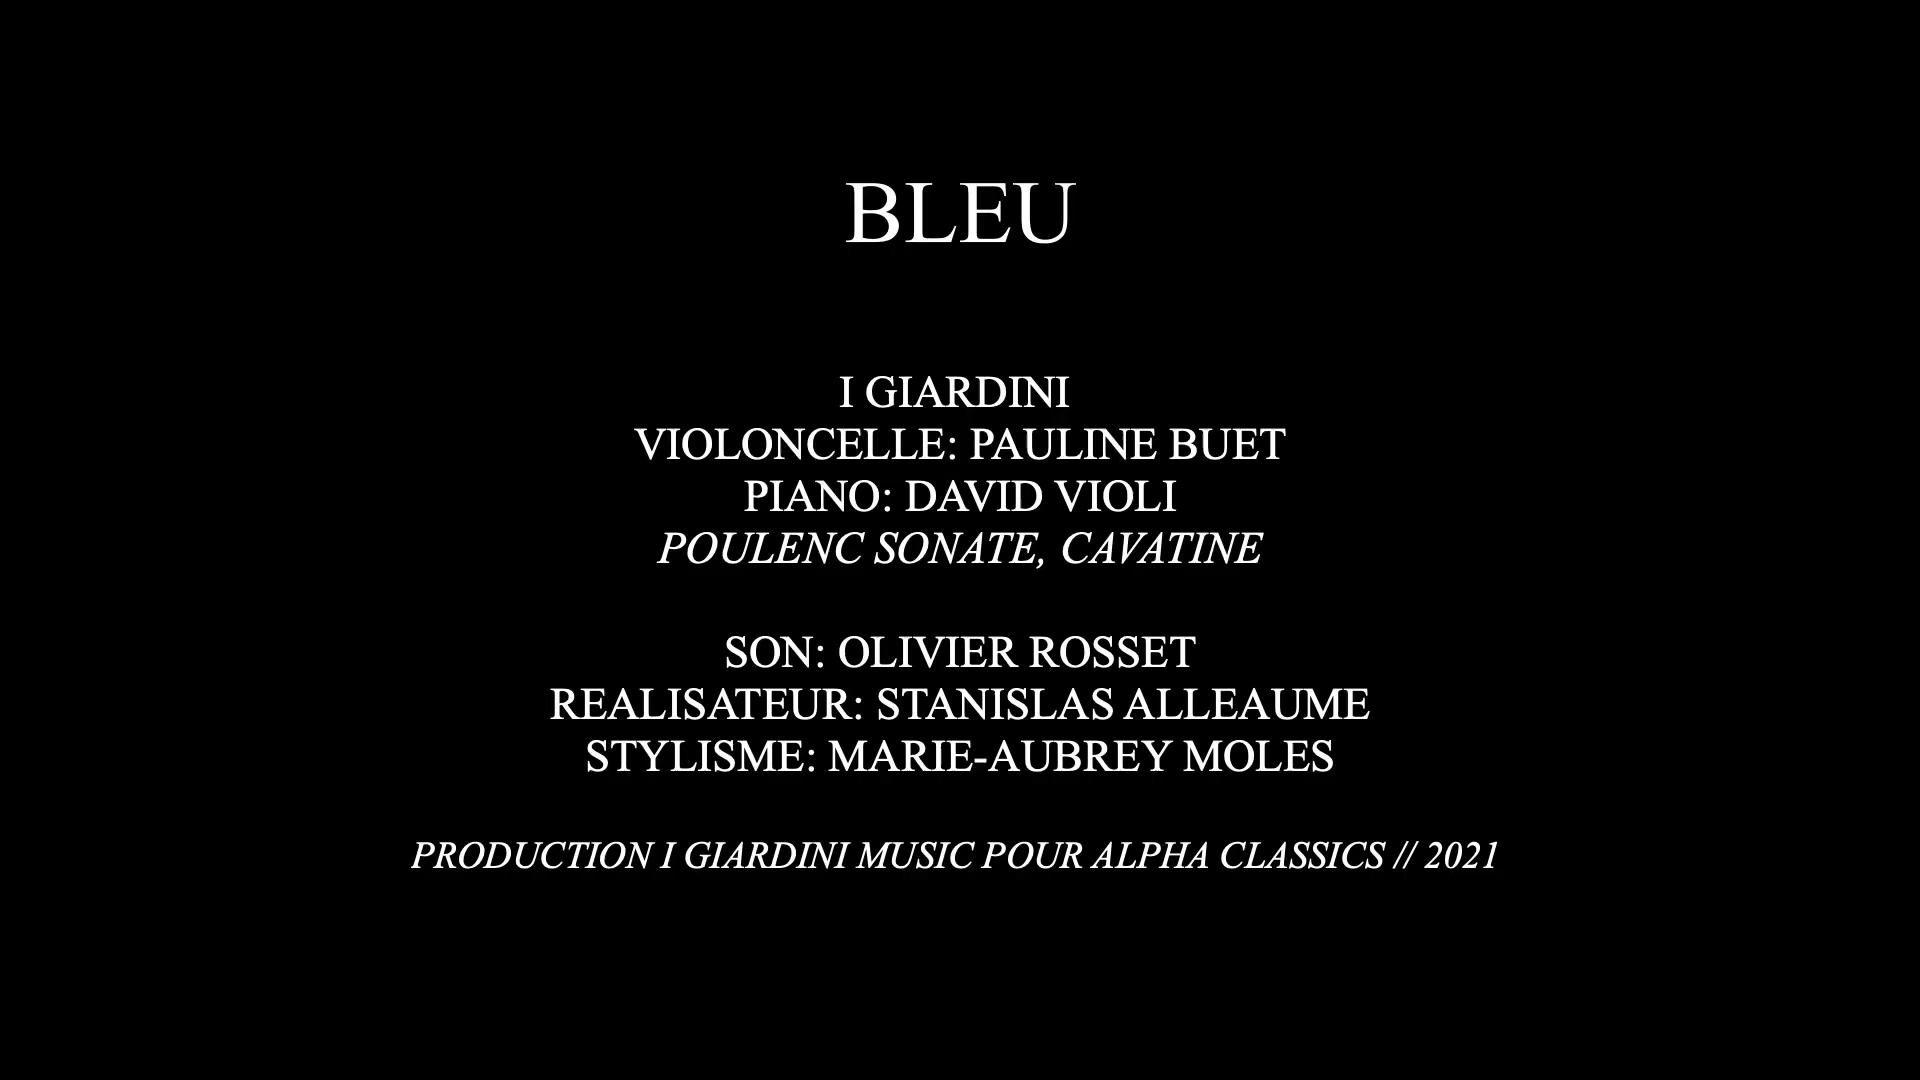 BLEU
I GIARDINI
VIOLONCELLE: PAULINE BUET
PIANO: DAVID VIOLI
POULENC SONATE, CAVATINE
SON: OLIVIER ROSSET
REALISATEUR: STANISLAS ALLEAUME
STYLISME: MARIE-AUBREY MOLES
PRODUCTION I GIARDINI MUSIC POUR ALPHA CLASSICS // 2021